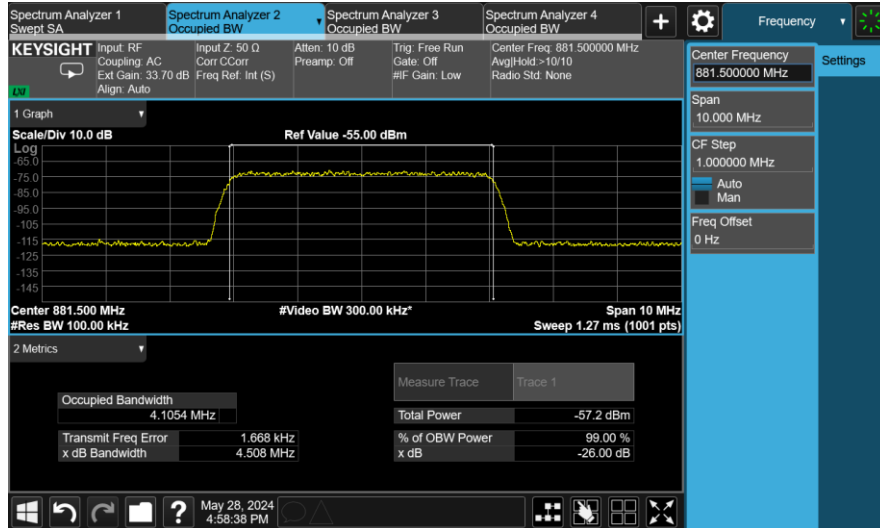 Spectrum Analyzer 1
Swept SA
Spectrum Analyzer 2
Occupied BW
Spectrum Analyzer 3
Occupied BW
Spectrum Analyzer 4
Occupied BW
+
Frequency
KEYSIGHT
LXI
Input: RF
Coupling: AC
Ext Gain: 33.70 dB
Align: Auto
Input Z: 50 Ω
Corr CCorr
Freq Ref: Int (S)
Atten: 10 dB
Preamp: Off
Trig: Free Run
Gate: Off
#IF Gain: Low
Center Freq: 881.500000 MHz
Avg|Hold:>10/10
Radio Std: None
Center Frequency
881.500000 MHz
Settings
Span
10.000 MHz
CF Step
1.000000 MHz
Auto
Man
Freq Offset
0 Hz
1 Graph
Scale/Div 10.0 dB
Ref Value -55.00 dBm
Log
-65.0
-75.0
-85.0
-95.0
-105
-115
-125
-135
-145
Center 881.500 MHz
#Video BW 300.00 kHz*
Span 10 MHz
#Res BW 100.00 kHz
Sweep 1.27 ms (1001 pts)
2 Metrics
Measure Trace
Trace 1
Occupied Bandwidth
4.1054 MHz
Total Power
-57.2 dBm
Transmit Freq Error
1.668 kHz
% of OBW Power
99.00 %
x dB Bandwidth
4.508 MHz
x dB
-26.00 dB
?
May 28, 2024
4:58:38 PM